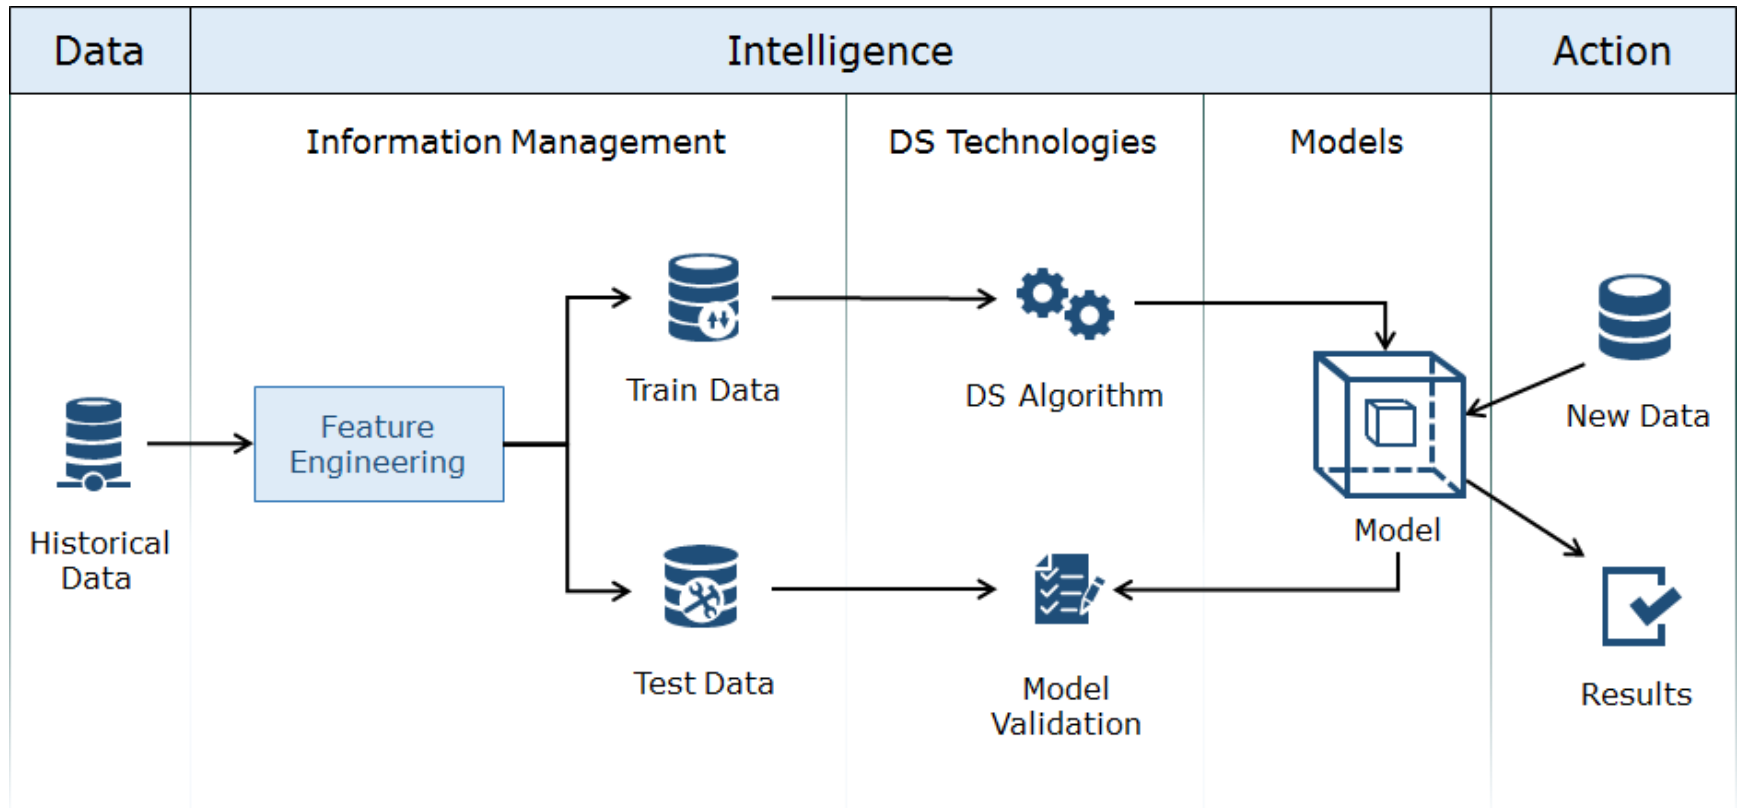 Data
Intelligence
Action
Information Management
DS Technologies
Models
Train Data
DS Algorithm
New Data
Feature
Engineering
Historical
Data
Model
Test Data
Model
Validation
Results